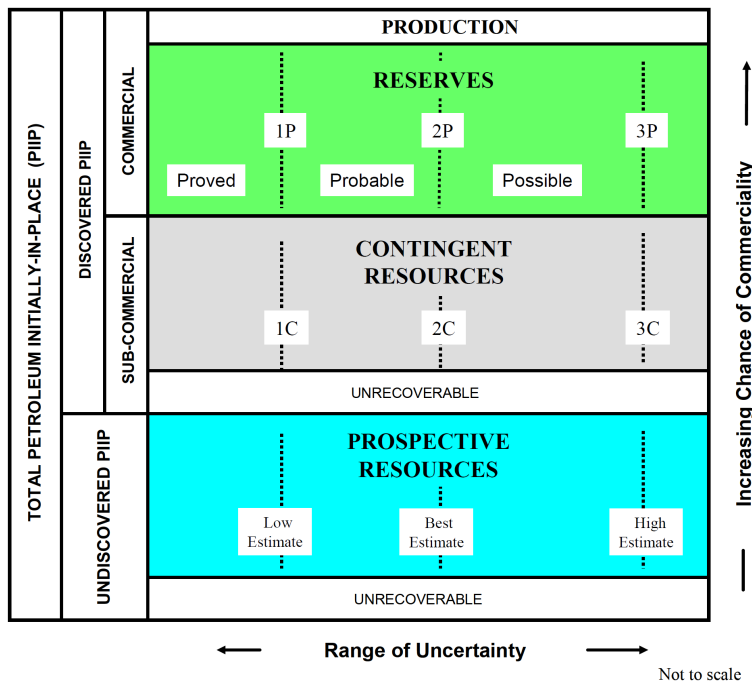 TOTAL PETROLEUM INITIALLY-IN-PLACE (PIIP)
DISCOVERED PIIP
UNDISCOVERED PIIP
COMMERCIAL
SUB-COMMERCIAL
PRODUCTION
RESERVES
1P 2P 3P
Proved Probable Possible
CONTINGENT
RESOURCES
1C 2C 3C
UNRECOVERABLE
PROSPECTIVE
RESOURCES
Low Best High
Estimate Estimate Estimate
UNRECOVERABLE
Increasing Chance of Commerciality
Range of Uncertainty
Not to scale